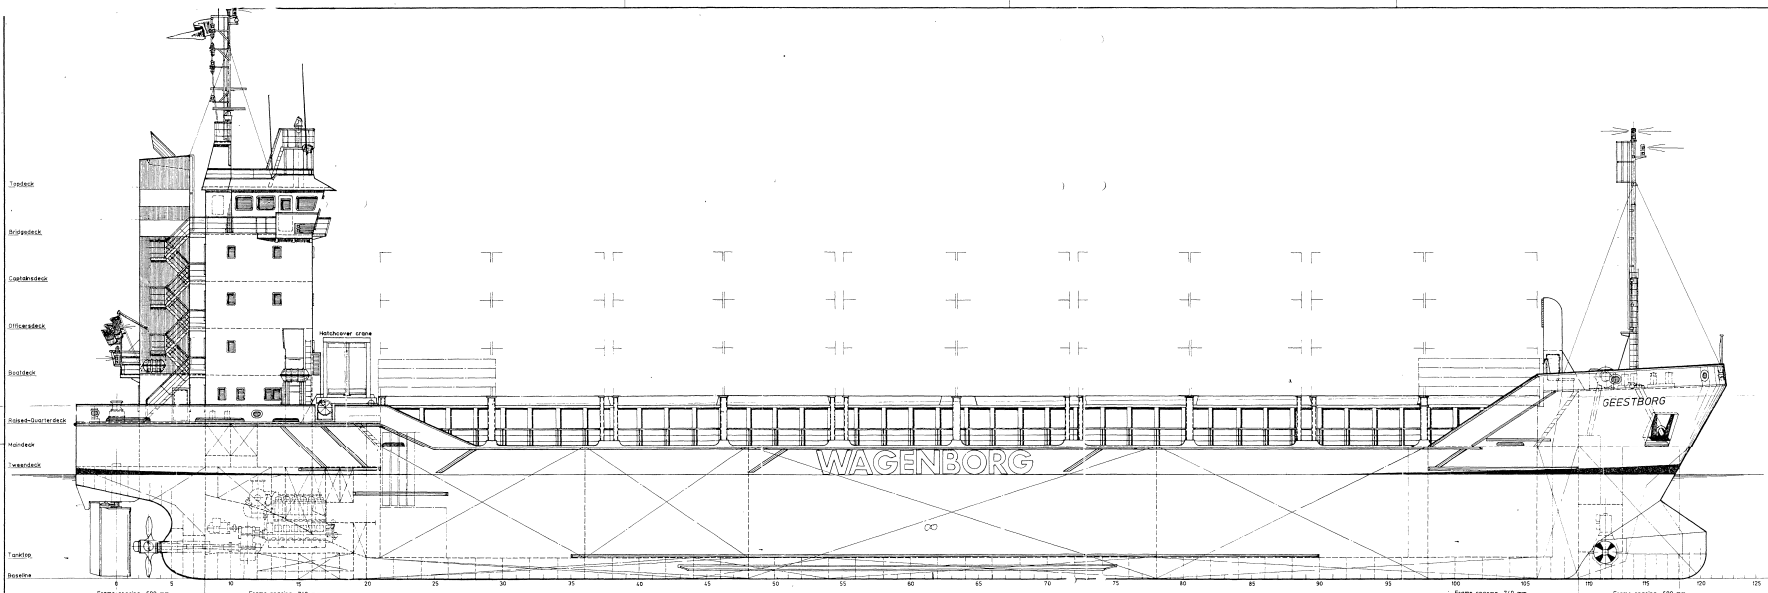 Topdeck
Bridgedeck
Captainsdeck
Officersdeck
Hatchcover crane
Boatdeck
GEESTBORG
Raised-Quarterdeck
Maindeck
WAGENBORG
Tweendeck
Tanktop
Baseline
0 5 10 15 20 25 30 35 40 45 50 55 60 65 70 75 80 85 90 95 100 105 110 115 120 125